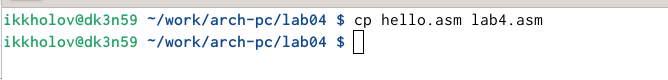 ikkholov@dk3n59 ~/work/arch-pc/lab04 $ cp hello.asm lab4.asm
ikkholov@dk3n59 ~/work/arch-pc/lab04 $